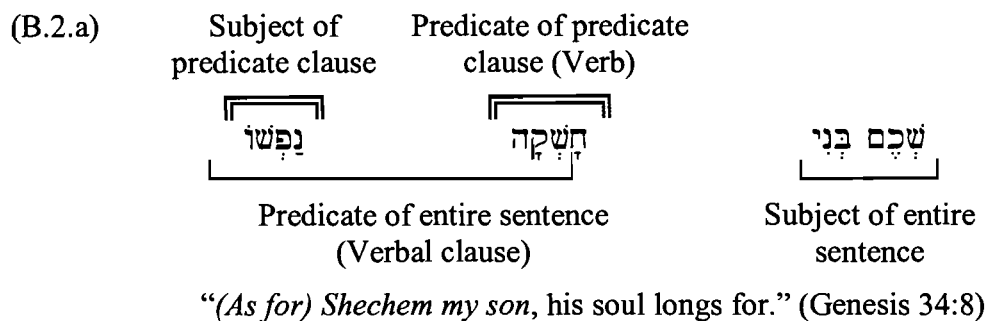 (B.2.a) Subject of predicate clause
Predicate of predicate clause (Verb)
שְׁכֶם בְּנִי חָשְׁקָה נַפְשׁוֹ
Predicate of entire sentence
(Verbal clause)
Subject of entire
sentence
“(As for) Shechem my son, his soul longs for.” (Genesis 34:8)